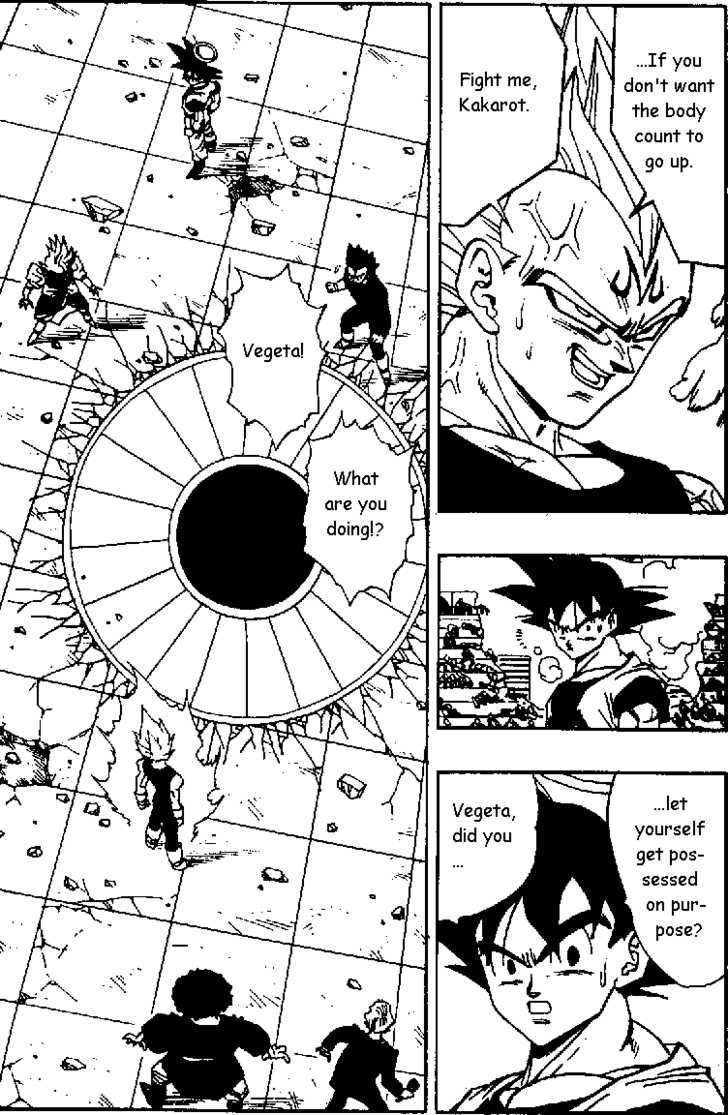 ...If you
don't want
the body
count to
go up.
Fight me,
Kakarot.
...let
yourself
get pos-
sessed
on pur-
pose?
Vegeta,
did you
...
Vegeta!
What
are you
doing!?